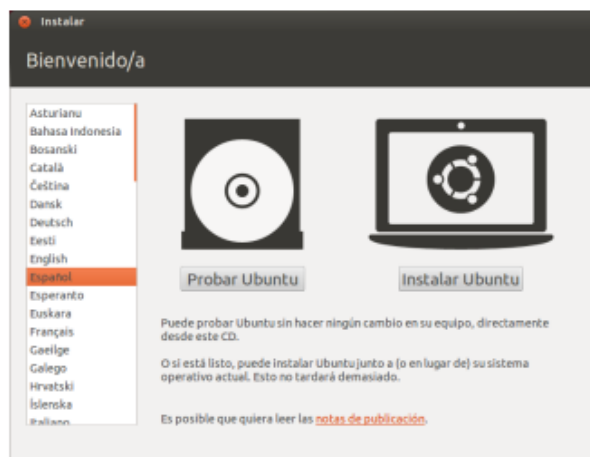 Instalar
Bienvenido/a
Asturianu
Bahasa Indonesia
Bosanski
Català
Čeština
Dansk
Deutsch
Eesti
English
Español
Esperanto
Euskara
Français
Gaeilge
Galego
Hrvatski
Íslenska
Italiano
Probar Ubuntu
Instalar Ubuntu
Puede probar Ubuntu sin hacer ningún cambio en su equipo, directamente
desde este CD.
O si está listo, puede instalar Ubuntu junto a (o en lugar de) su sistema
operativo actual. Esto no tardará demasiado.
Es posible que quiera leer las notas de publicación.